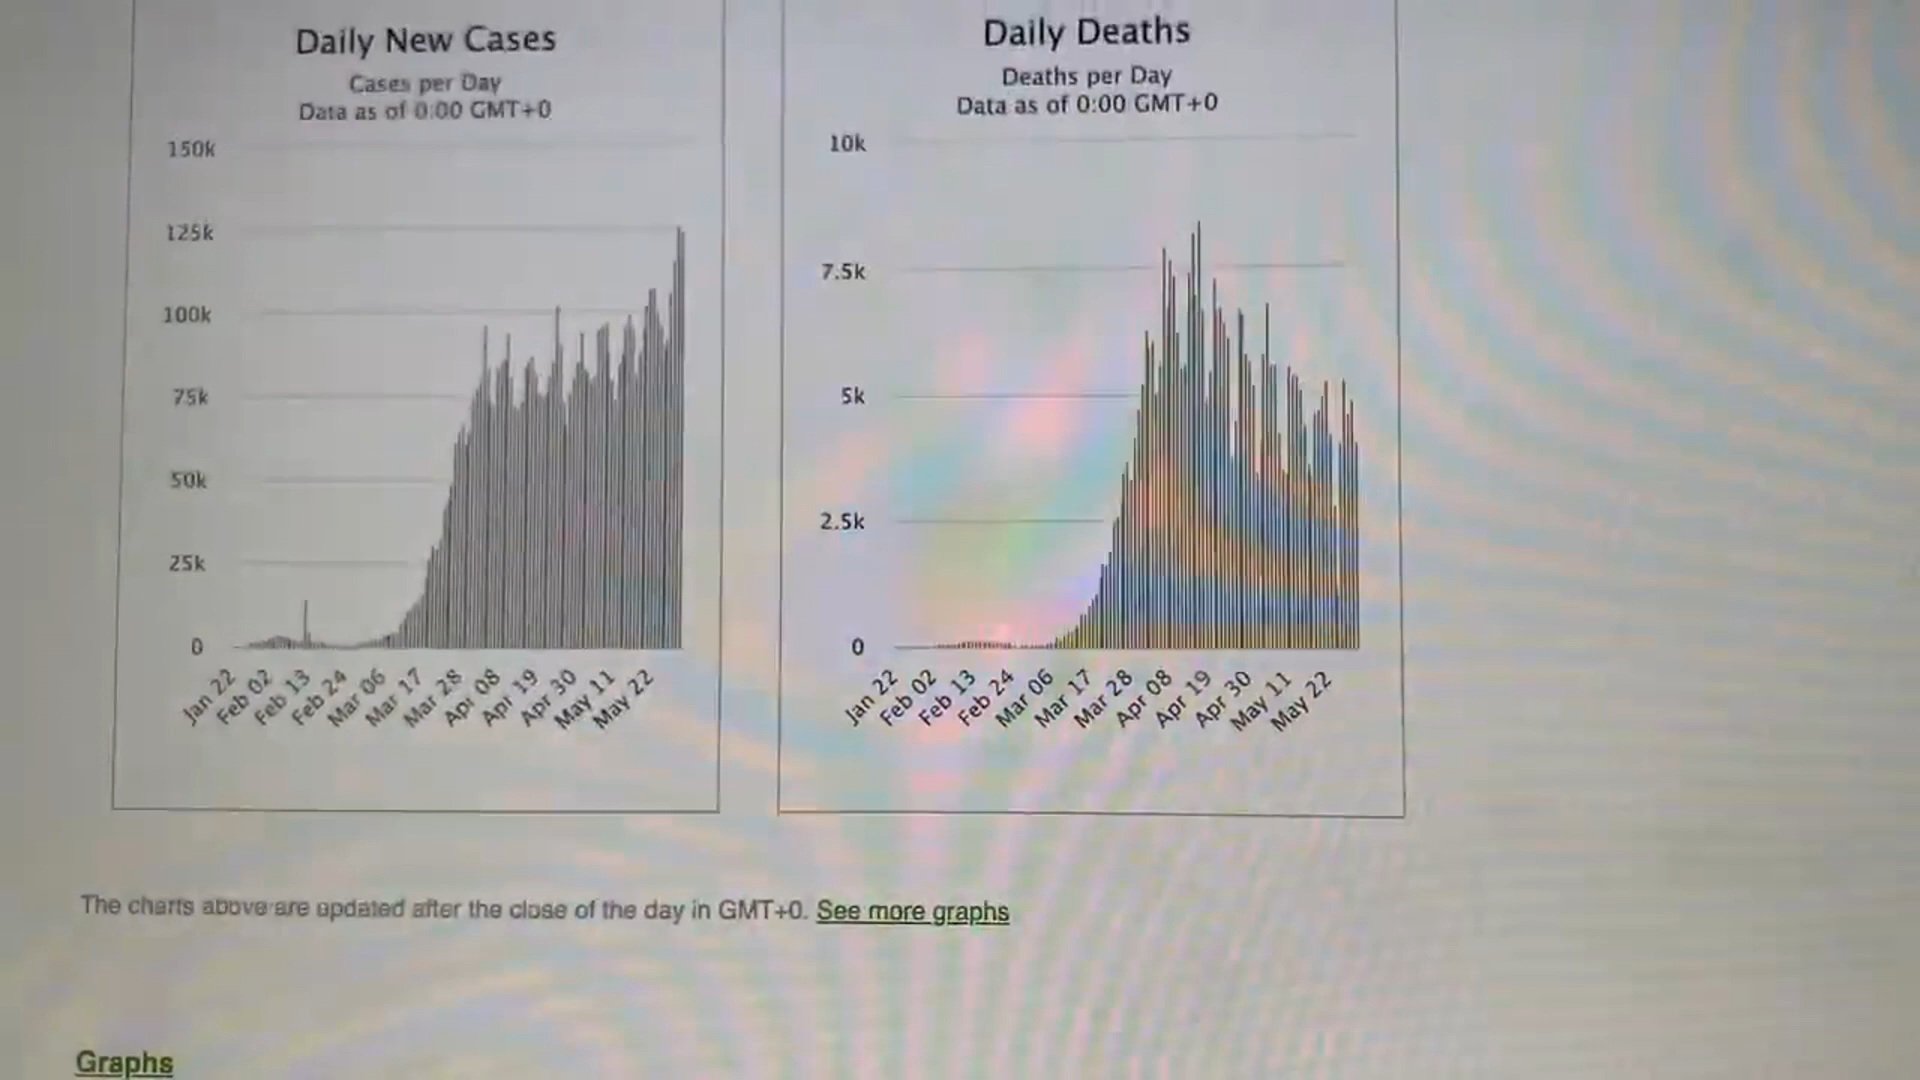 Daily New Cases
Cases per Day
Data as of 0:00 GMT+0
150k
125k
100k
75k
50k
25k
0
Jan 22
Feb 02
Feb 13
Feb 24
Mar 06
Mar 17
Mar 28
Apr 08
Apr 19
Apr 30
May 11
May 22
Daily Deaths
Deaths per Day
Data as of 0:00 GMT+0
10k
7.5k
5k
2.5k
0
Jan 22
Feb 02
Feb 13
Feb 24
Mar 06
Mar 17
Mar 28
Apr 08
Apr 19
Apr 30
May 11
May 22
The charts above are updated after the close of the day in GMT+0. See more graphs
Graphs